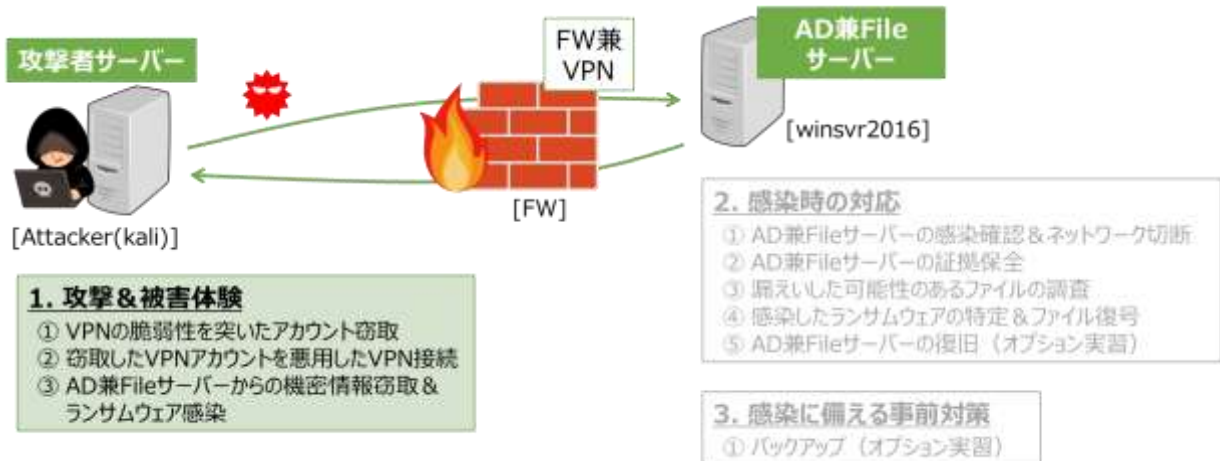 攻撃者サーバー
FW兼
VPN
AD兼File
サーバー
[winsvr2016]
[FW]
[Attacker(kali)]
1. 攻撃&被害体験
① VPNの脆弱性を突いたアカウント窃取
② 窃取したVPNアカウントを悪用したVPN接続
③ AD兼Fileサーバーからの機密情報窃取&
ランサムウェア感染
2. 感染時の対応
① AD兼Fileサーバーの感染確認&ネットワーク切断
② AD兼Fileサーバーの証拠保全
③ 漏えいした可能性のあるファイルの調査
④ 感染したランサムウェアの特定&ファイル復号
⑤ AD兼Fileサーバーの復旧(オプション実習)
3. 感染に備える事前対策
① バックアップ(オプション実習)